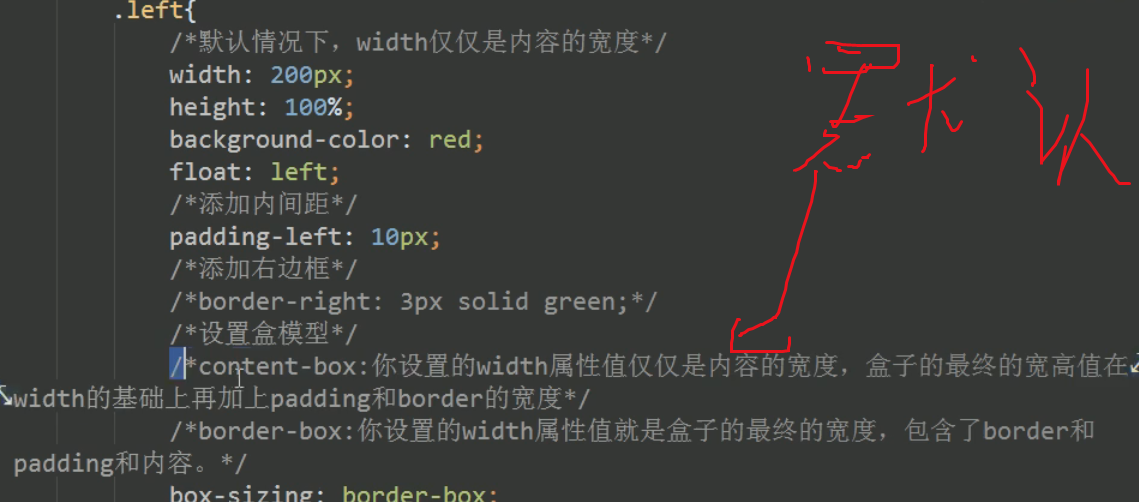 .left{
/*默认情况下，width仅仅是内容的宽度*/
width: 200px;
height: 100%;
background-color: red;
float: left;
/*添加内间距*/
padding-left: 10px;
/*添加右边框*/
/*border-right: 3px solid green;*/
/*设置盒模型*/
/*content-box:你设置的width属性值仅仅是内容的宽度，盒子的最终的宽高值在
width的基础上再加上padding和border的宽度*/
/*border-box:你设置的width属性值就是盒子的最终的宽度，包含了border和
padding和内容。*/
box-sizing: border-box;